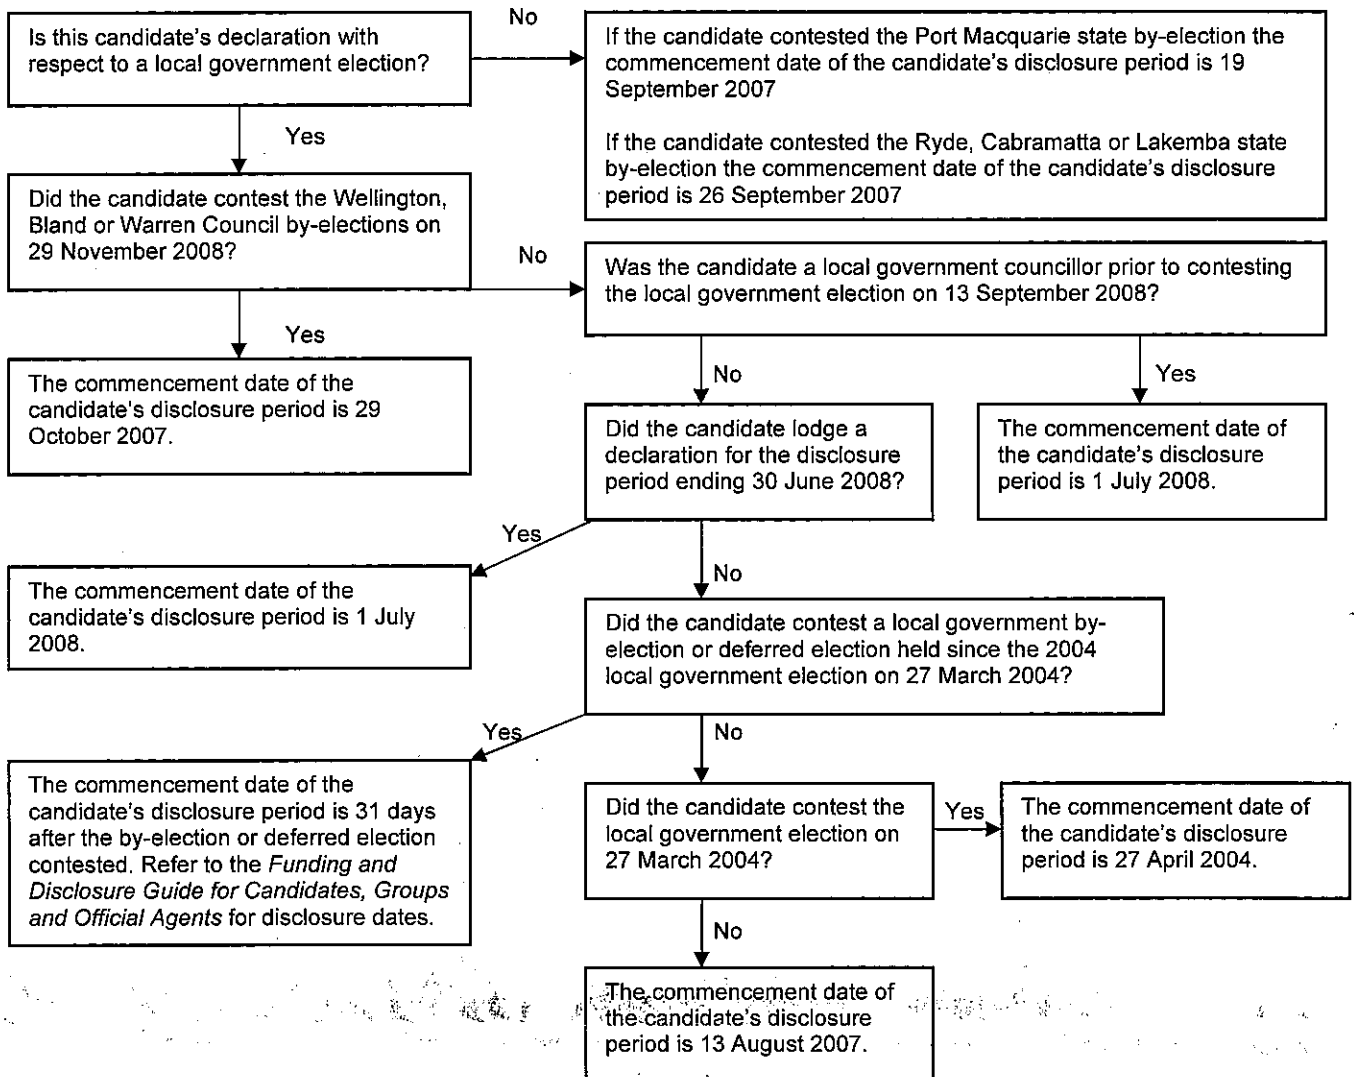 No
Is this candidate's declaration with
respect to a local government election?
If the candidate contested the Port Macquarie state by-election the
commencement date of the candidate's disclosure period is 19
September 2007
If the candidate contested the Ryde, Cabramatta or Lakemba state
by-election the commencement date of the candidate's disclosure
period is 26 September 2007
Yes
Did the candidate contest the Wellington,
Bland or Warren Council by-elections on
29 November 2008?
No
Was the candidate a local government councillor prior to contesting
the local government election on 13 September 2008?
Yes
The commencement date of the
candidate's disclosure period is 29
October 2007.
No
Yes
Did the candidate lodge a
declaration for the disclosure
period ending 30 June 2008?
The commencement date of
the candidate's disclosure
period is 1 July 2008.
Yes
The commencement date of the
candidate's disclosure period is 1 July
2008.
No
Did the candidate contest a local government by-
election or deferred election held since the 2004
local government election on 27 March 2004?
Yes
No
The commencement date of the
candidate's disclosure period is 31 days
after the by-election or deferred election
contested. Refer to the Funding and
Disclosure Guide for Candidates, Groups
and Official Agents for disclosure dates.
Did the candidate contest the
local government election on
27 March 2004?
Yes
The commencement date of
the candidate's disclosure
period is 27 April 2004.
No
The commencement date of
the candidate's disclosure
period is 13 August 2007.